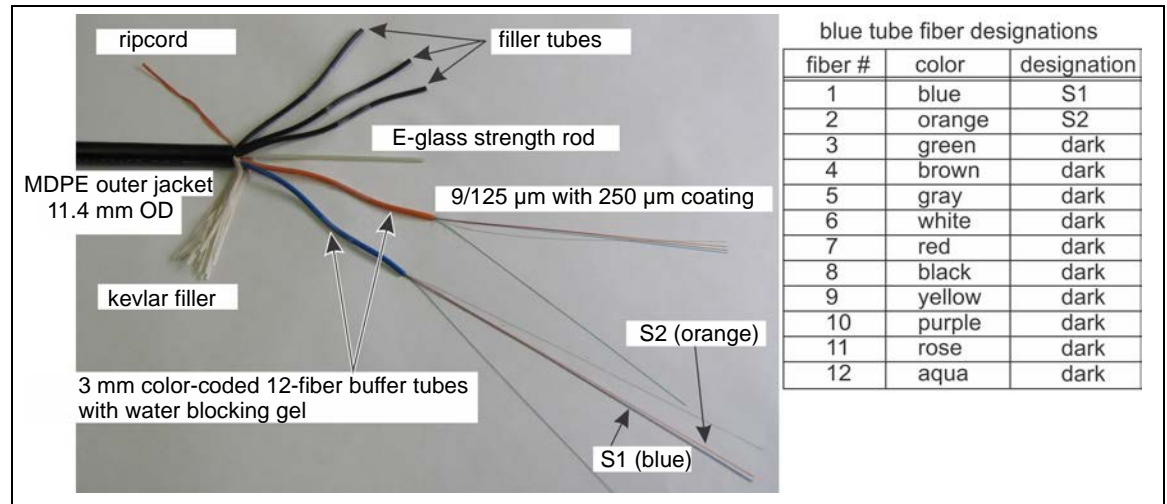 ripcord
filler tubes
E-glass strength rod
MDPE outer jacket
11.4 mm OD
9/125 µm with 250 µm coating
kevlar filler
S2 (orange)
3 mm color-coded 12-fiber buffer tubes
with water blocking gel
S1 (blue)
blue tube fiber designations
fiber # color designation
1 blue S1
2 orange S2
3 green dark
4 brown dark
5 gray dark
6 white dark
7 red dark
8 black dark
9 yellow dark
10 purple dark
11 rose dark
12 aqua dark